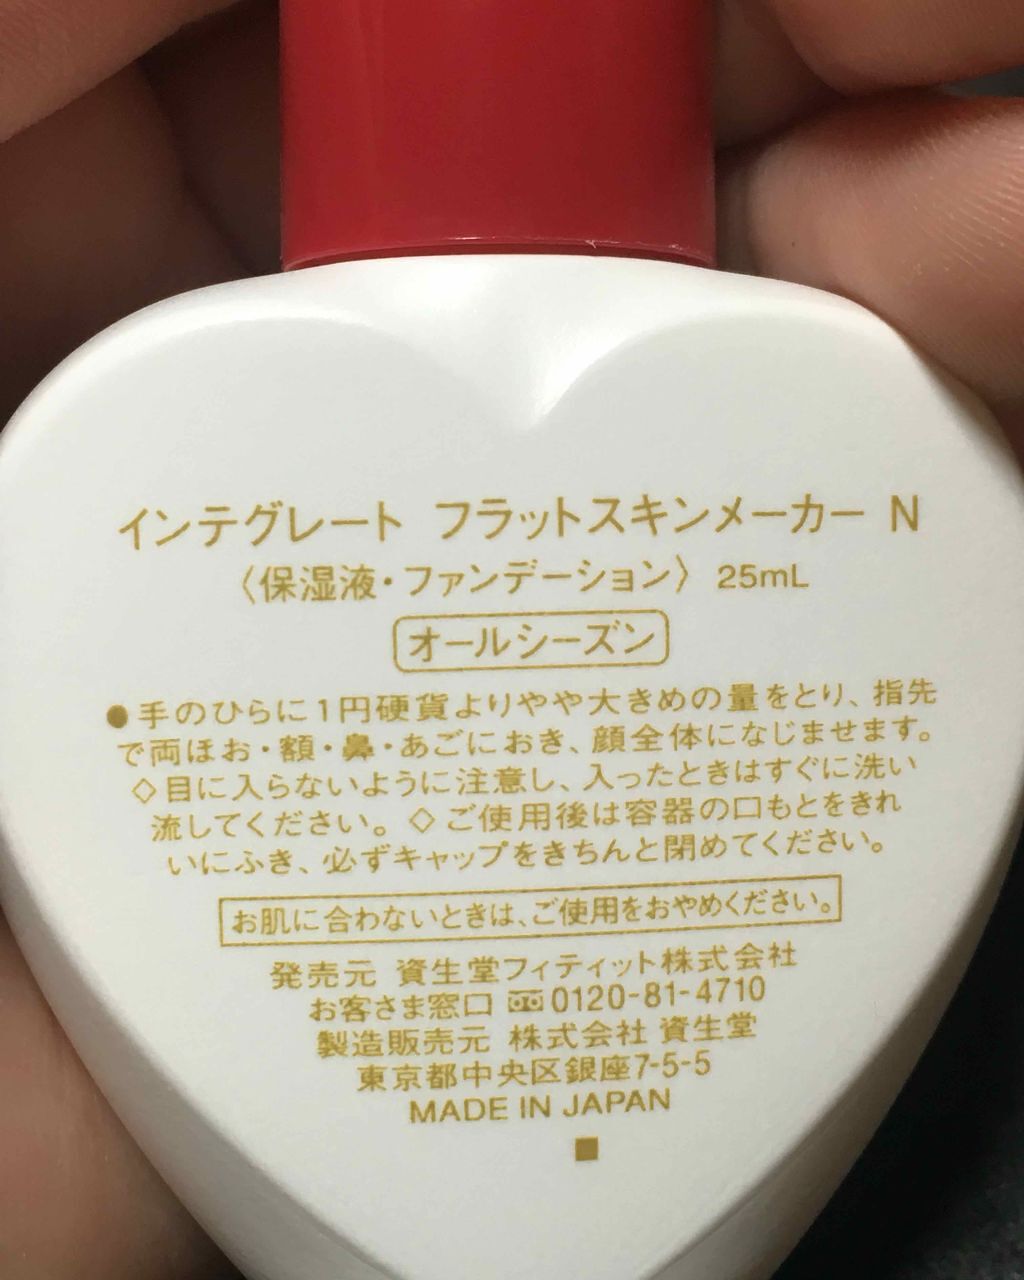 インテグレート フラットスキンメーカー N
〈保湿液・ファンデーション〉 25mL
オールシーズン
●手のひらに1円硬貨よりやや大きめの量をとり、指先
で両ほお・額・鼻・あごにおき、顔全体になじませます。
◇目に入らないように注意し、入ったときはすぐに洗い
流してください。◇ご使用後は容器の口もとをきれ
いにふき、必ずキャップをきちんと閉めてください。
お肌に合わないときは、ご使用をおやめください。
発売元 資生堂フィティット株式会社
お客さま窓口 0120-81-4710
製造販売元 株式会社 資生堂
東京都中央区銀座7-5-5
MADE IN JAPAN